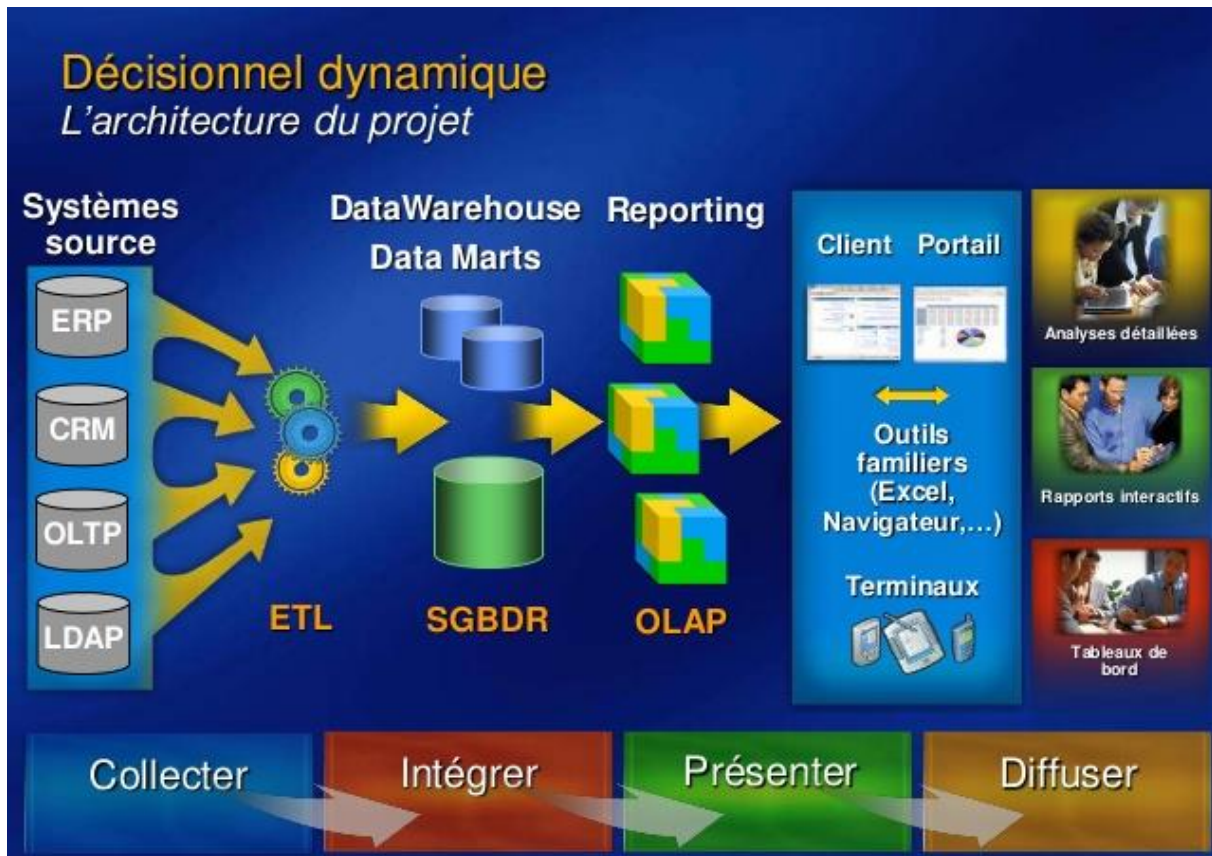 Décisionnel dynamique
L'architecture du projet
Systèmes
source
ERP
CRM
OLTP
LDAP
ETL
DataWarehouse
Data Marts
SGBDR
Reporting
OLAP
Client
Portail
Outils
familiers
(Excel,
Navigateur,...)
Terminaux
Analyses détaillées
Rapports interactifs
Tableaux de
bord
Collecter
Intégrer
Présenter
Diffuser